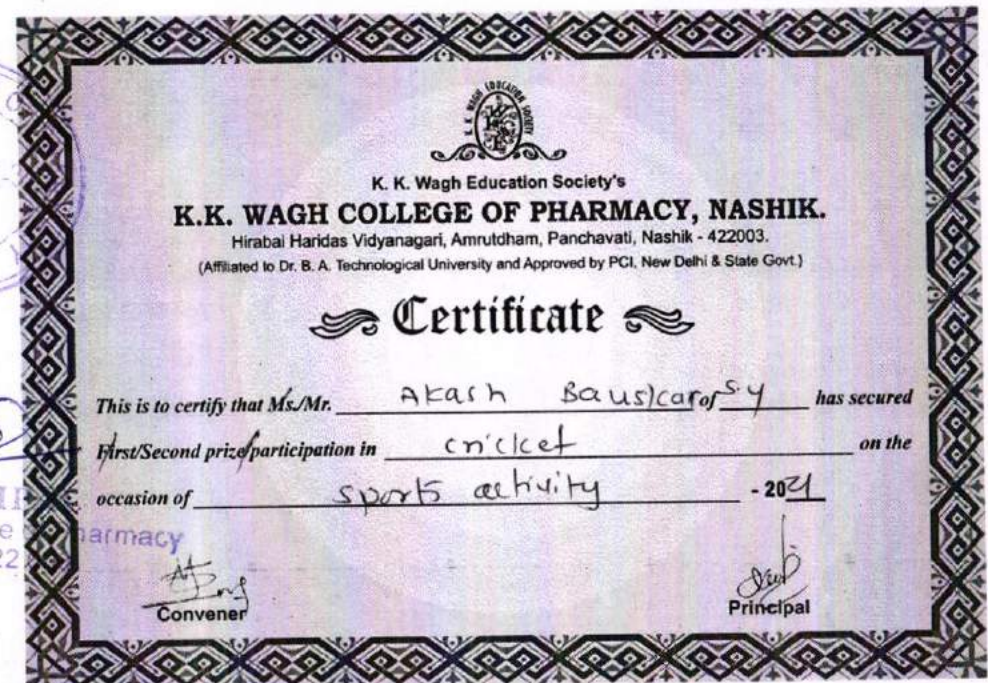 K. K. WAGH EDUCATION SOCIETY
K. K. Wagh Education Society's
K.K. WAGH COLLEGE OF PHARMACY, NASHIK.
Hirabai Haridas Vidyanagari, Amrutdham, Panchavati, Nashik - 422003.
(Affiliated to Dr. B. A. Technological University and Approved by PCI, New Delhi & State Govt.)
Certificate
This is to certify that Ms./Mr. Akash Bauskar of S.Y has secured
First/Second prize/participation in cricket on the
occasion of sports activity - 2021
armacy
Convener
Principal